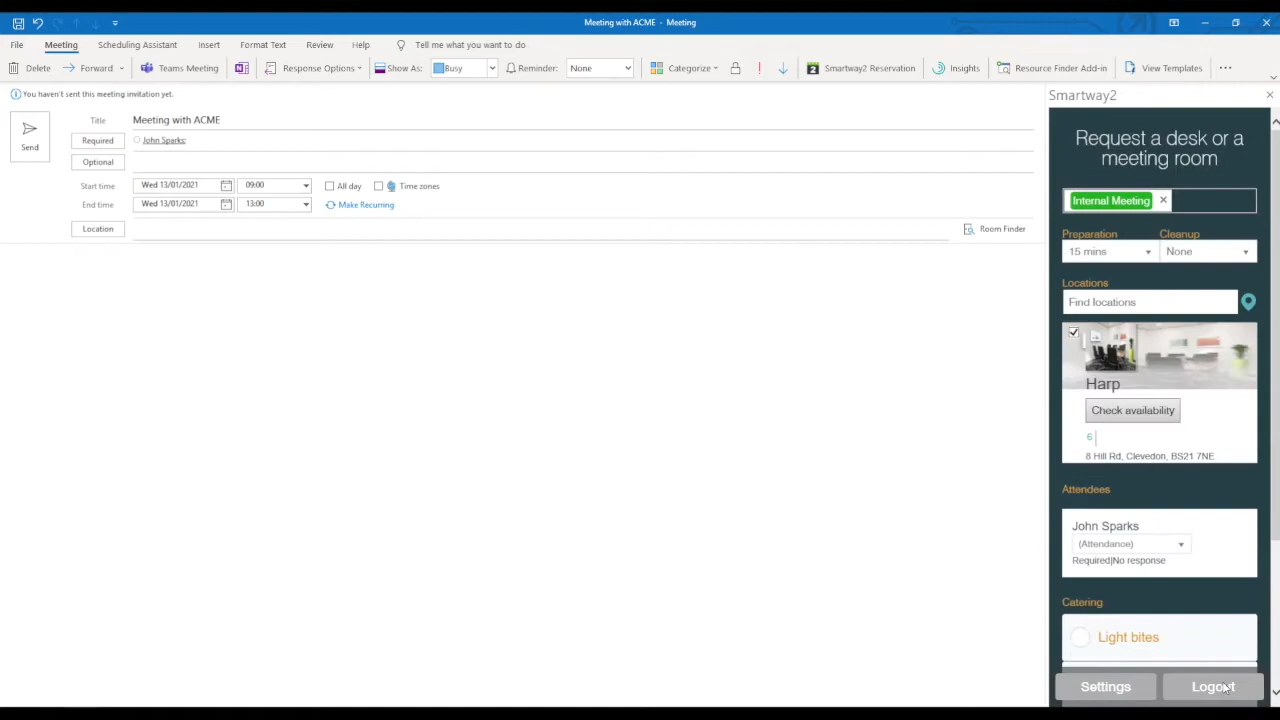 Meeting with ACME - Meeting
File Meeting Scheduling Assistant Insert Format Text Review Help Tell me what you want to do
Delete Forward Teams Meeting Response Options Show As: Busy Reminder: None Categorize Smartway2 Reservation Insights Resource Finder Add-in View Templates
You haven't sent this meeting invitation yet.
Send
Title Meeting with ACME
Required John Sparks;
Optional
Start time Wed 13/01/2021 09:00 All day Time zones
End time Wed 13/01/2021 13:00 Make Recurring
Location Room Finder
Smartway2
Request a desk or a
meeting room
Internal Meeting
Preparation Cleanup
15 mins None
Locations
Find locations
Harp
Check availability
6
8 Hill Rd, Clevedon, BS21 7NE
Attendees
John Sparks
(Attendance)
Required|No response
Catering
Light bites
Settings Logout